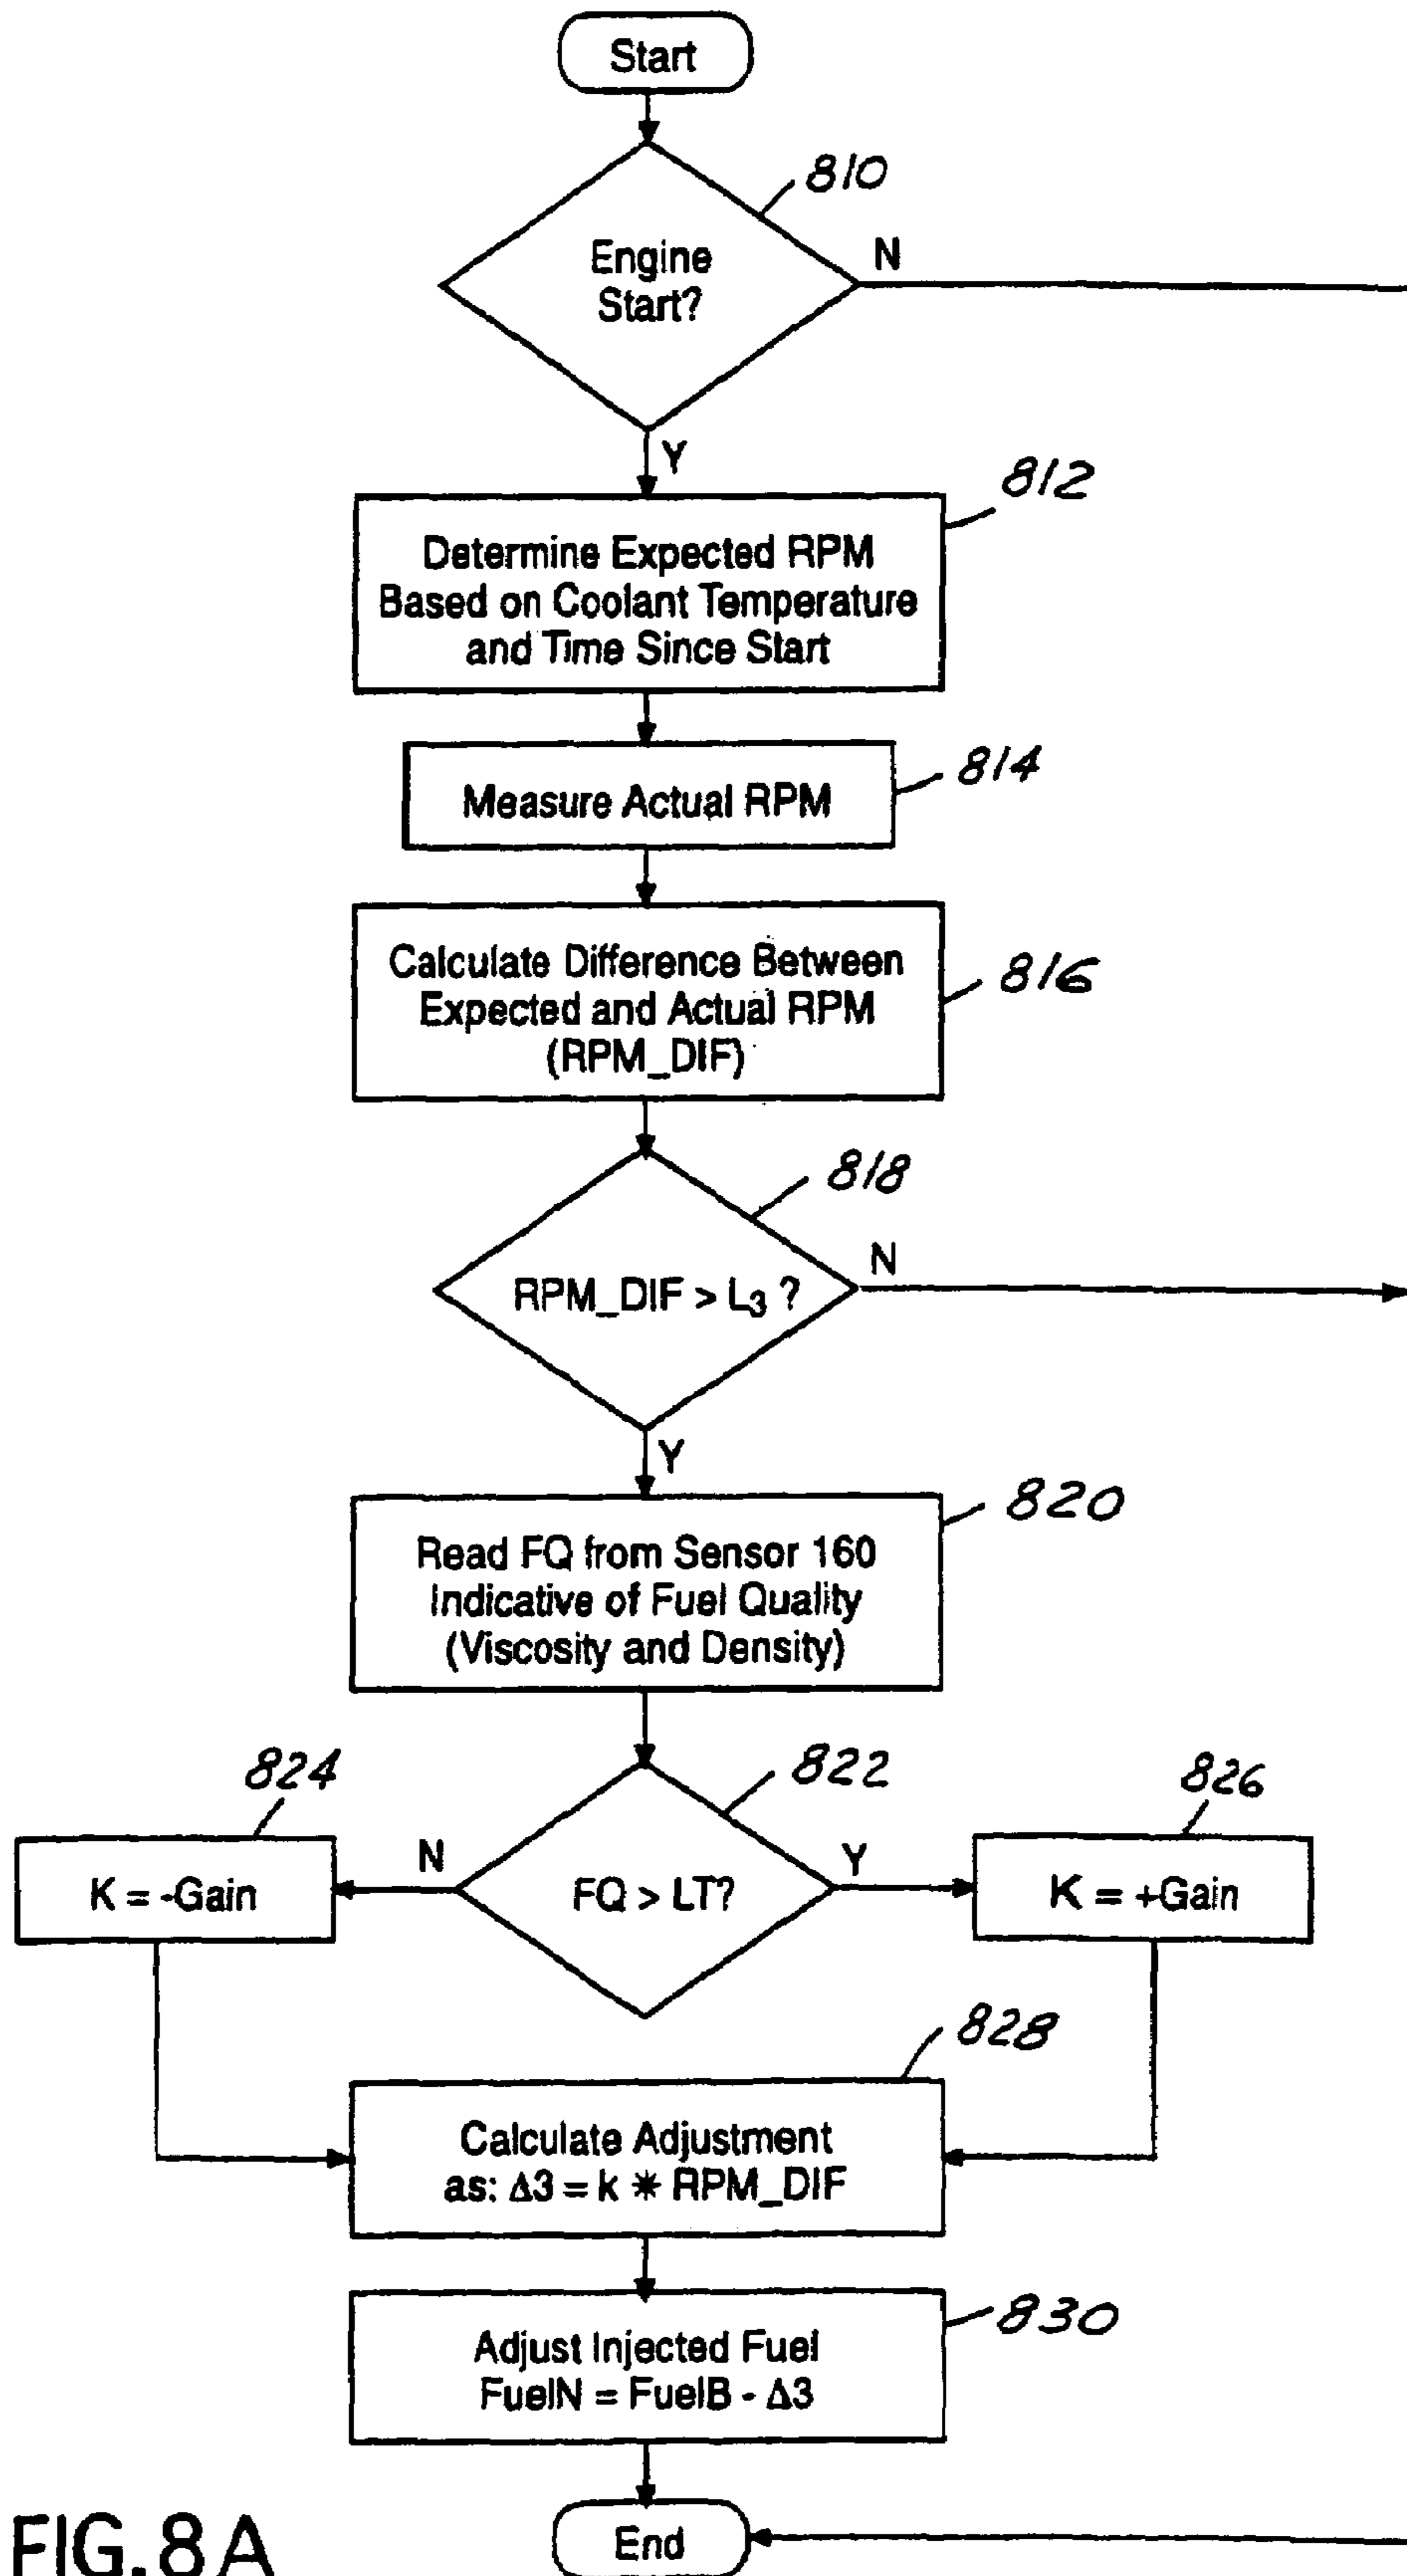 Start
810
Engine
Start?
N
Y
812
Determine Expected RPM
Based on Coolant Temperature
and Time Since Start
814
Measure Actual RPM
816
Calculate Difference Between
Expected and Actual RPM
(RPM_DIF)
818
RPM_DIF > L₃ ?
N
Y
820
Read FQ from Sensor 160
Indicative of Fuel Quality
(Viscosity and Density)
824
822
826
K = -Gain
N
FQ > LT?
Y
K = +Gain
828
Calculate Adjustment
as: Δ3 = k * RPM_DIF
830
Adjust Injected Fuel
FuelN = FuelB - Δ3
End
FIG.8A